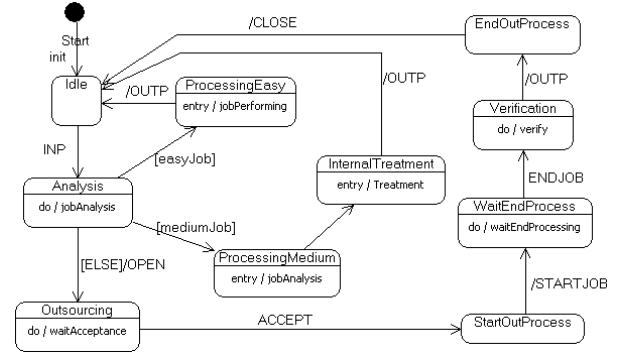 /CLOSE
EndOutProcess
Start
init
Idle
/OUTP
ProcessingEasy
entry / jobPerforming
/OUTP
/OUTP
Verification
do / verify
INP
[easyJob]
InternalTreatment
entry / Treatment
ENDJOB
Analysis
do / jobAnalysis
WaitEndProcess
do / waitEndProcessing
[mediumJob]
[ELSE]/OPEN
ProcessingMedium
entry / jobAnalysis
/STARTJOB
Outsourcing
do / waitAcceptance
ACCEPT
StartOutProcess